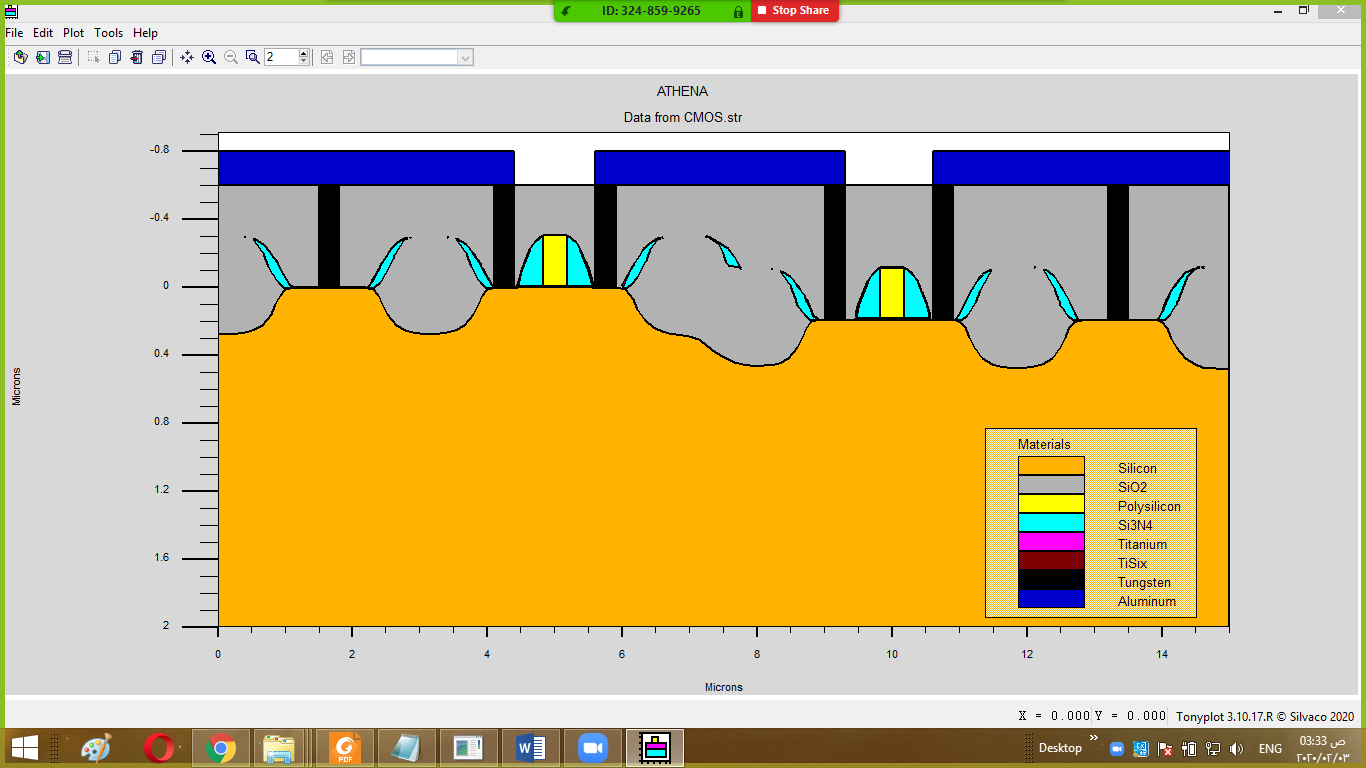 ID: 324-859-9265
Stop Share
File Edit Plot Tools Help
2
ATHENA
Data from CMOS.str
-0.8
-0.4
0
0.4
0.8
1.2
1.6
2
Microns
0 2 4 6 8 10 12 14
Microns
Materials
Silicon
SiO2
Polysilicon
Si3N4
Titanium
TiSix
Tungsten
Aluminum
X = 0.000 Y = 0.000 Tonyplot 3.10.17.R © Silvaco 2020
PDF
Desktop
ENG
03:33 ص
٢٠٢٠/٠٢/٠٣